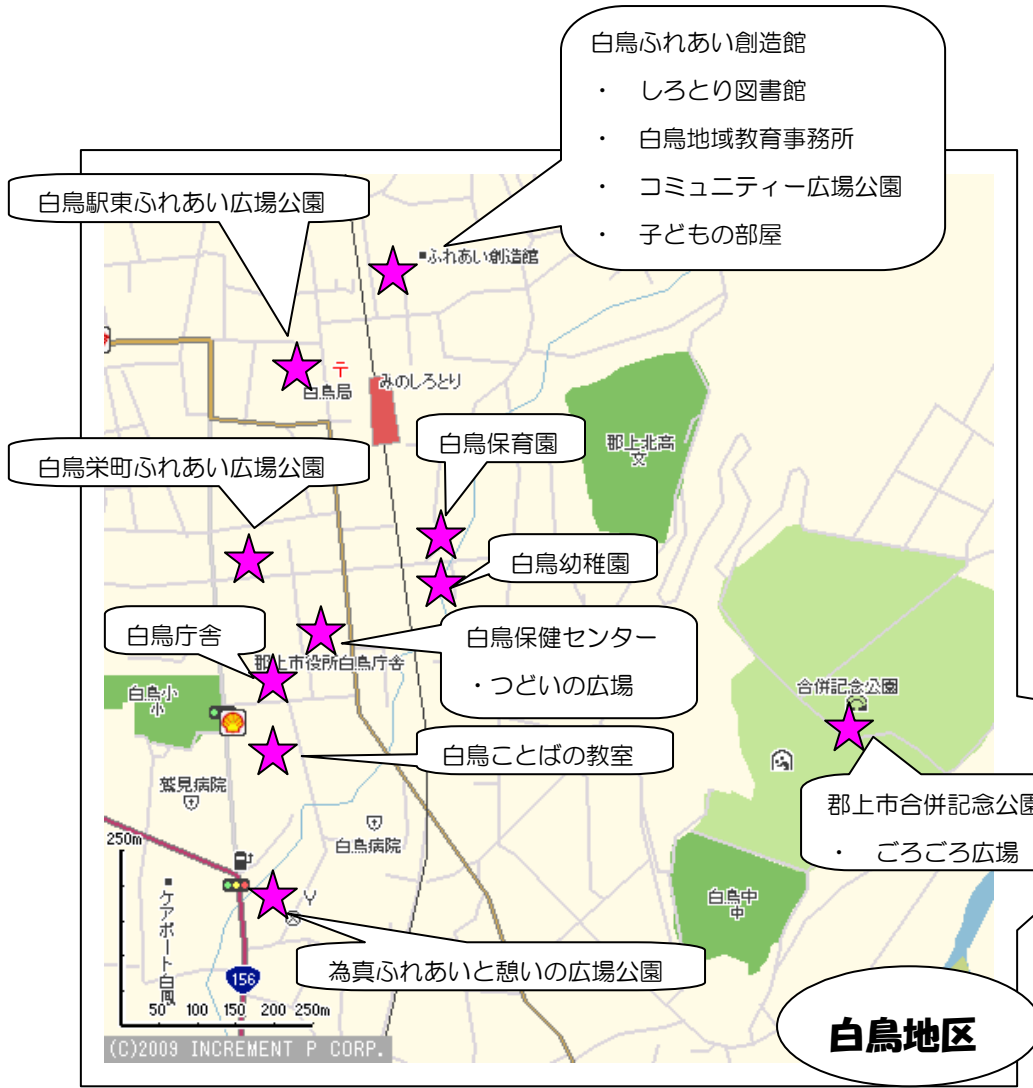 白鳥ふれあい創造館
・ しろとり図書館
・ 白鳥地域教育事務所
・ コミュニティー広場公園
・ 子どもの部屋
白鳥駅東ふれあい広場公園
■ふれあい創造館
〒
白鳥局
みのしろとり
白鳥保育園
郡上北高
文
白鳥栄町ふれあい広場公園
白鳥幼稚園
白鳥庁舎
白鳥保健センター
・つどいの広場
郡上市役所白鳥庁舎
白鳥小
小
合併記念公園
白鳥ことばの教室
鷲見病院
白鳥病院
郡上市合併記念公園
・ ごろごろ広場
250m
■ケアポート白鳳
白鳥中
中
為真ふれあいと憩いの広場公園
156
50 100 150 200 250m
白鳥地区
(C)2009 INCREMENT P CORP.